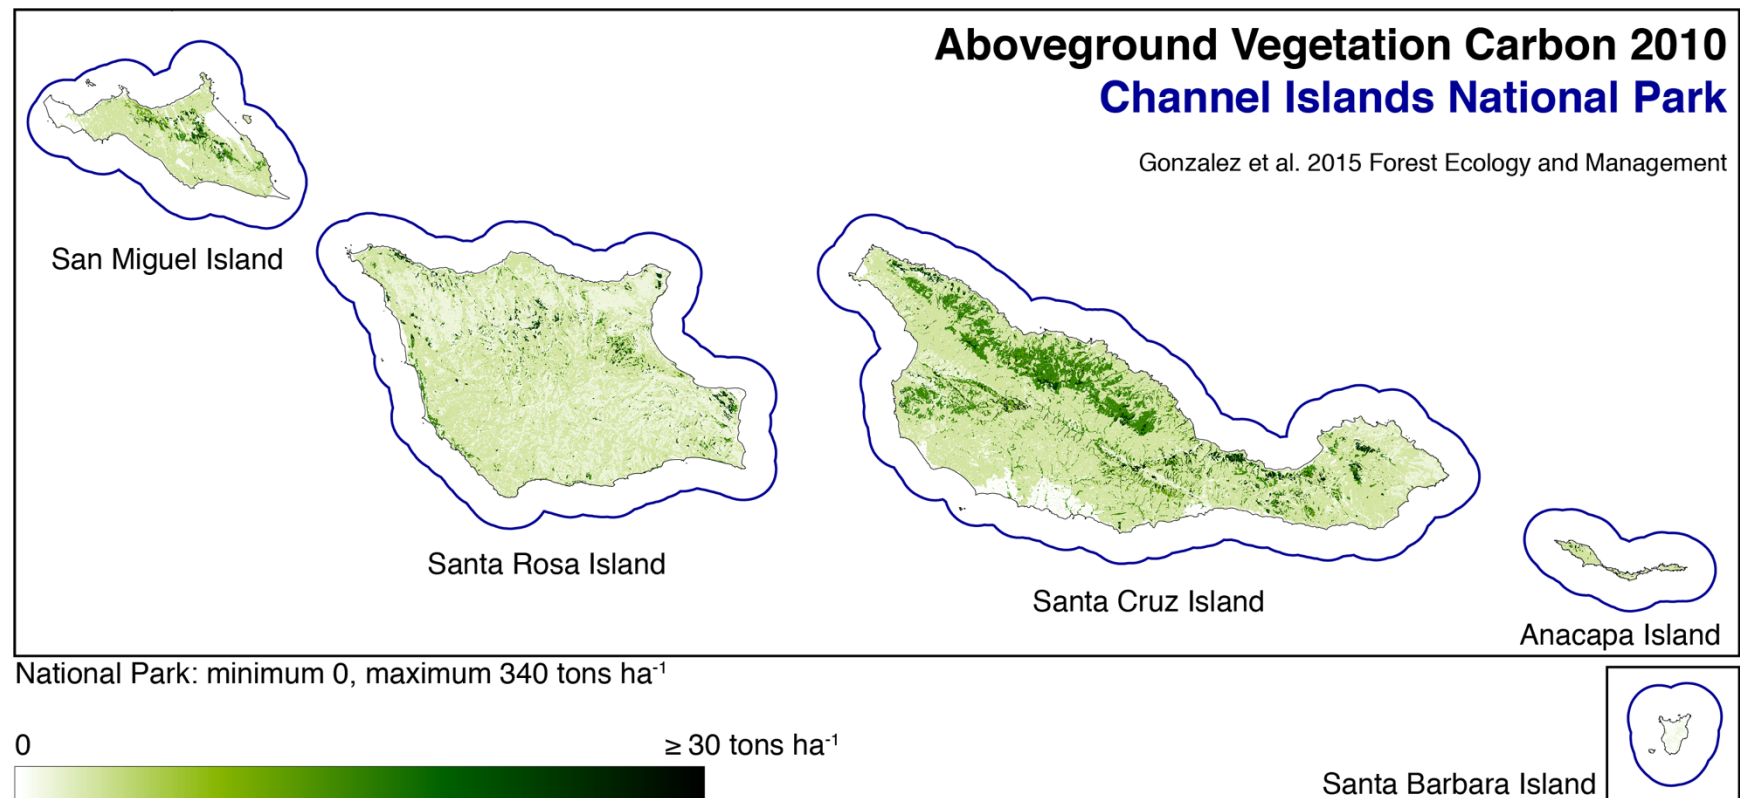 Aboveground Vegetation Carbon 2010
Channel Islands National Park
Gonzalez et al. 2015 Forest Ecology and Management
San Miguel Island
Santa Rosa Island
Santa Cruz Island
Anacapa Island
National Park: minimum 0, maximum 340 tons ha⁻¹
0 ≥ 30 tons ha⁻¹
Santa Barbara Island